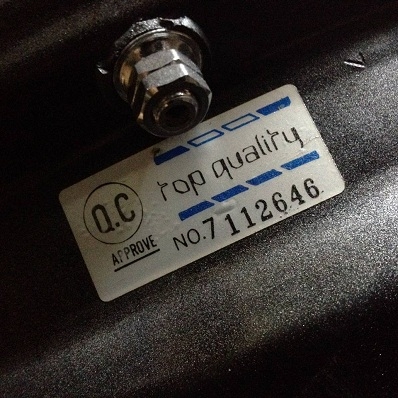 top quality
Q.C
APPROVE
NO.7112646